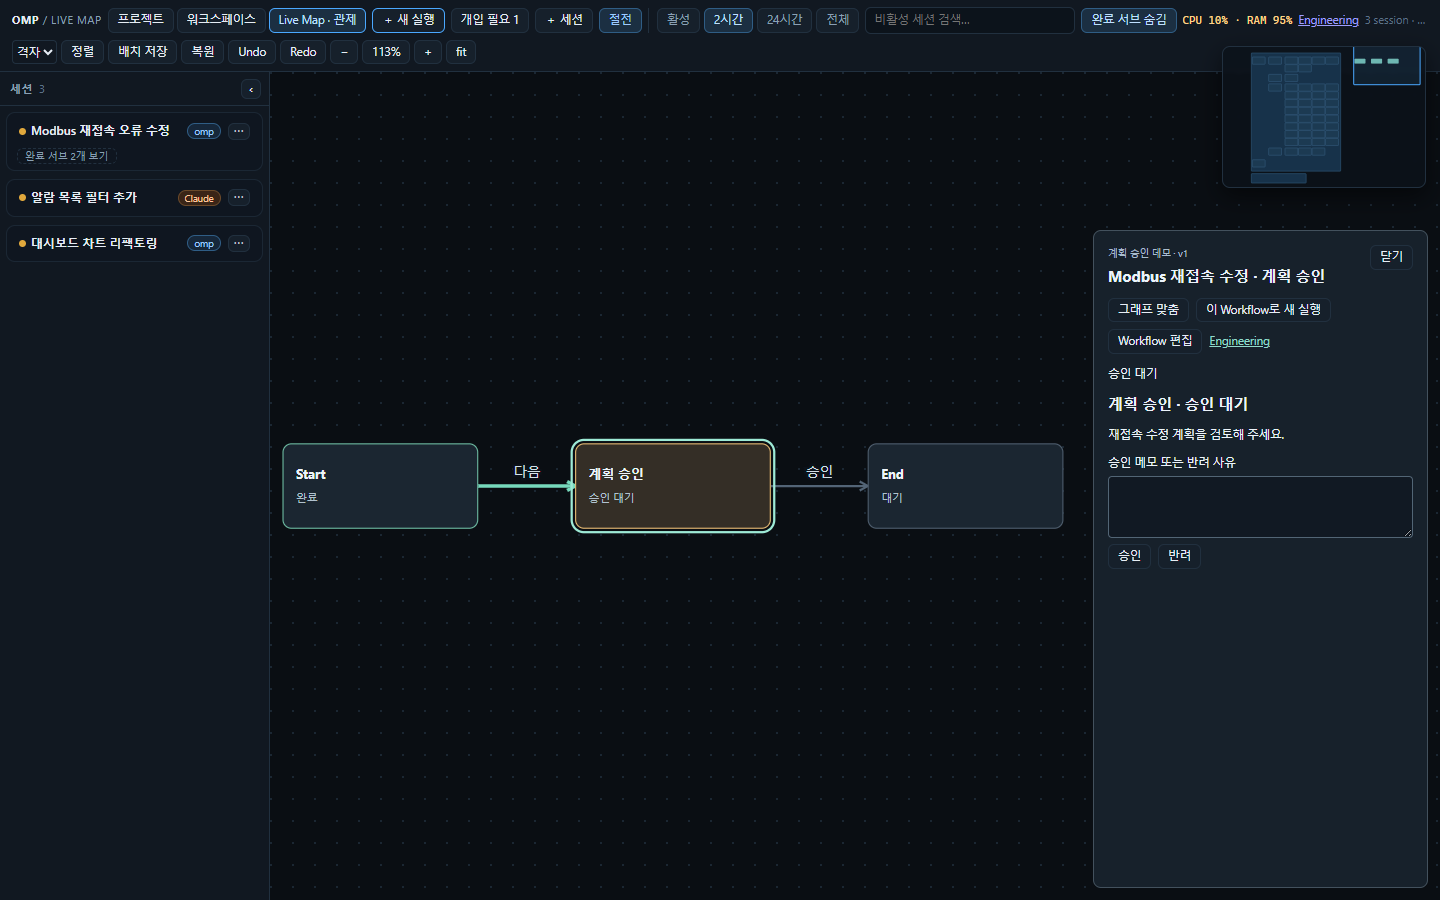 OMP / LIVE MAP 프로젝트 워크스페이스 Live Map · 관제 + 새 실행 개입 필요 1 + 세션 절전 활성 2시간 24시간 전체 비활성 세션 검색... 완료 서브 숨김 CPU 10% · RAM 95% Engineering 3 session · ...
격자 정렬 배치 저장 복원 Undo Redo − 113% + fit
세션 3 ‹
Modbus 재접속 오류 수정 omp ···
완료 서브 2개 보기
알람 목록 필터 추가 Claude ···
대시보드 차트 리팩토링 omp ···
Start
완료
다음
계획 승인
승인 대기
승인
End
대기
계획 승인 데모 · v1
닫기
Modbus 재접속 수정 · 계획 승인
그래프 맞춤 이 Workflow로 새 실행
Workflow 편집 Engineering
승인 대기
계획 승인 · 승인 대기
재접속 수정 계획을 검토해 주세요.
승인 메모 또는 반려 사유
승인 반려